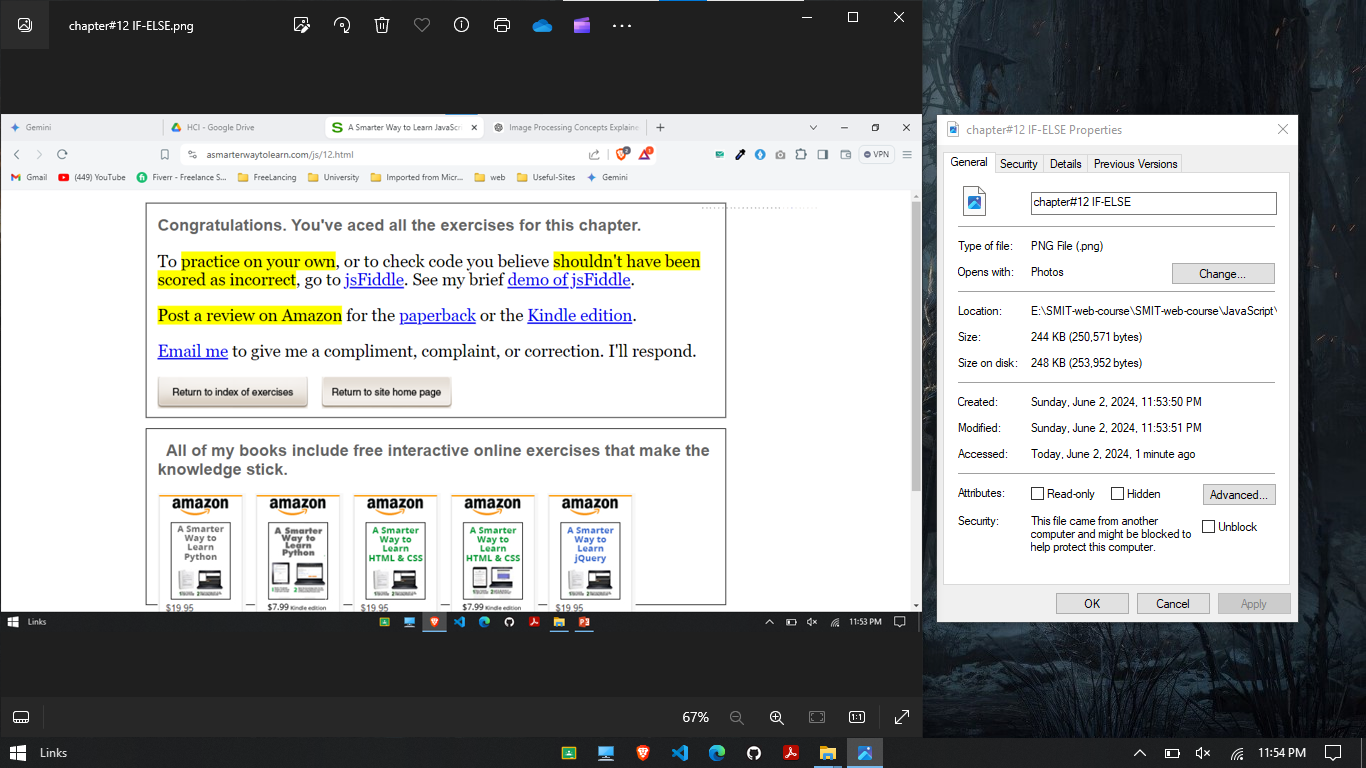 chapter#12 IF-ELSE.png
Gemini
HCI - Google Drive
A Smarter Way to Learn JavaScr
Image Processing Concepts Explaine
asmarterwaytolearn.com/js/12.html
VPN
Gmail
(449) YouTube
Fiverr - Freelance S...
FreeLancing
University
Imported from Micr...
web
Useful-Sites
Gemini
Congratulations. You've aced all the exercises for this chapter.
To practice on your own, or to check code you believe shouldn't have been
scored as incorrect, go to jsFiddle. See my brief demo of jsFiddle.
Post a review on Amazon for the paperback or the Kindle edition.
Email me to give me a compliment, complaint, or correction. I'll respond.
Return to index of exercises
Return to site home page
All of my books include free interactive online exercises that make the
knowledge stick.
amazon
A Smarter
Way to
Learn
Python
$19.95
amazon
A Smarter
Way to
Learn
Python
$7.99 Kindle edition
amazon
A Smarter
Way to
Learn
HTML & CSS
$19.95
amazon
A Smarter
Way to
Learn
HTML & CSS
$7.99 Kindle edition
amazon
A Smarter
Way to
Learn
jQuery
$19.95
Links
11:53 PM
67%
1:1
chapter#12 IF-ELSE Properties
General
Security
Details
Previous Versions
chapter#12 IF-ELSE
Type of file: PNG File (.png)
Opens with: Photos
Change...
Location: E:\SMIT-web-course\SMIT-web-course\JavaScript\
Size: 244 KB (250,571 bytes)
Size on disk: 248 KB (253,952 bytes)
Created: Sunday, June 2, 2024, 11:53:50 PM
Modified: Sunday, June 2, 2024, 11:53:51 PM
Accessed: Today, June 2, 2024, 1 minute ago
Attributes: Read-only Hidden
Advanced...
Security: This file came from another
computer and might be blocked to
help protect this computer.
Unblock
OK
Cancel
Apply
Links
11:54 PM